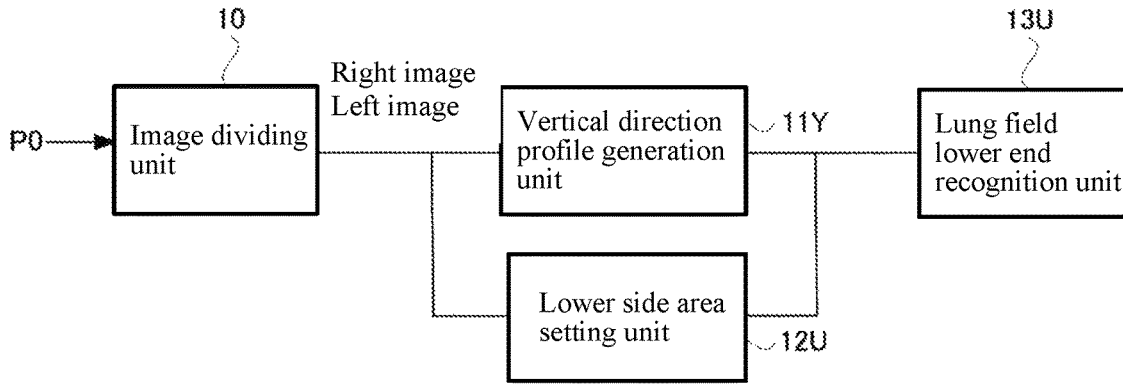 10
13U
Right image
Left image
P0
Image dividing
unit
Vertical direction
profile generation
unit
11Y
Lung field
lower end
recognition unit
Lower side area
setting unit
12U